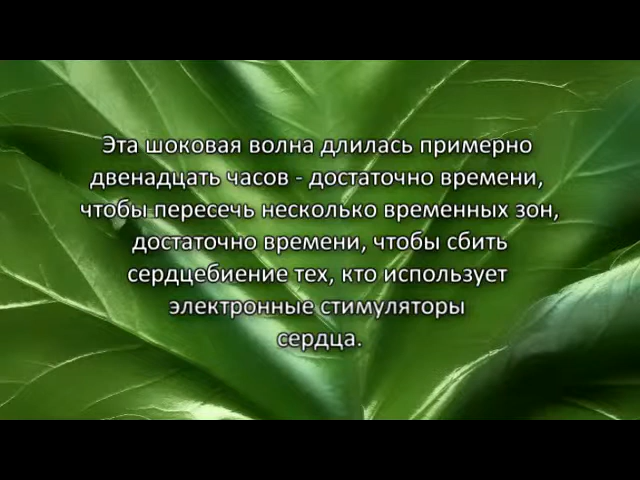 Эта шоковая волна длилась примерно
двенадцать часов - достаточно времени,
чтобы пересечь несколько временных зон,
достаточно времени, чтобы сбить
сердцебиение тех, кто использует
электронные стимуляторы
сердца.